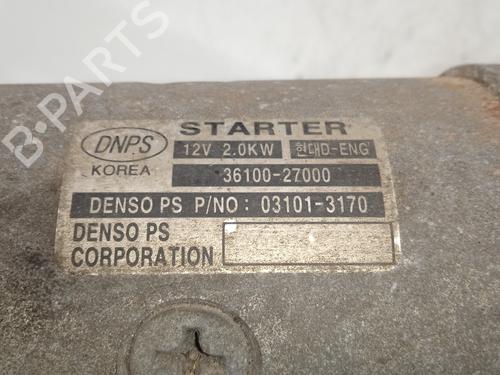 DNPS
KOREA
STARTER
12V 2.0KW 현대D-ENG'
36100-27000
DENSO PS P/NO: 03101-3170
DENSO PS
CORPORATION
B-PARTS